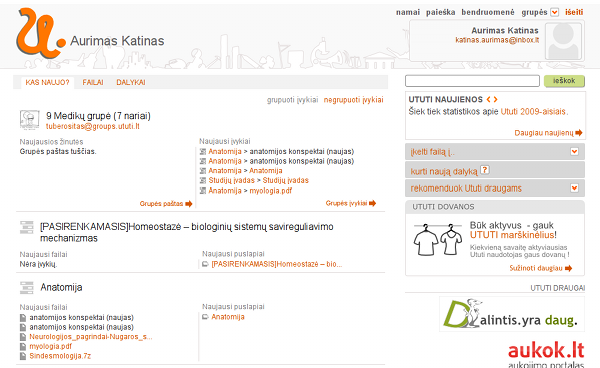 namai paieška bendruomenė grupės išeiti
Aurimas Katinas
Aurimas Katinas
katinas.aurimas@inbox.lt
KAS NAUJO? FAILAI DALYKAI
ieškok
grupuoti įvykiai negrupuoti įvykiai
9 Medikų grupė (7 nariai)
tuberositas@groups.ututi.lt
Naujausios žinutės
Grupės paštas tuščias.
Grupės paštas
Naujausi įvykiai
Anatomija > anatomijos konspektai (naujas)
Anatomija > anatomijos konspektai (naujas)
Anatomija > Anatomija
Studijų įvadas > Studijų įvadas
Anatomija > myologia.pdf
Grupės įvykiai
[PASIRENKAMASIS]Homeostazė – biologinių sistemų savireguliavimo
mechanizmas
Naujausi failai
Nėra įvykių.
Naujausi puslapiai
[PASIRENKAMASIS]Homeostazė – bio...
Anatomija
Naujausi failai
anatomijos konspektai (naujas)
anatomijos konspektai (naujas)
Neurologijos_pagrindai-Nugaros_s...
myologia.pdf
Sindesmologija.7z
Naujausi puslapiai
Anatomija
UTUTI NAUJIENOS
Šiek tiek statistikos apie Ututi 2009-aisiais.
Daugiau naujienų
įkelti failą į..
kurti naują dalyką ?
rekomenduok Ututi draugams
UTUTI DOVANOS
Būk aktyvus - gauk
UTUTI marškinėlius!
Kiekvieną savaitę aktyviausias
Ututi naudotojas gaus dovanų !
Sužinoti daugiau
UTUTI DRAUGAI
Dalintis.yra daug.
aukok.lt
aukojimo portalas